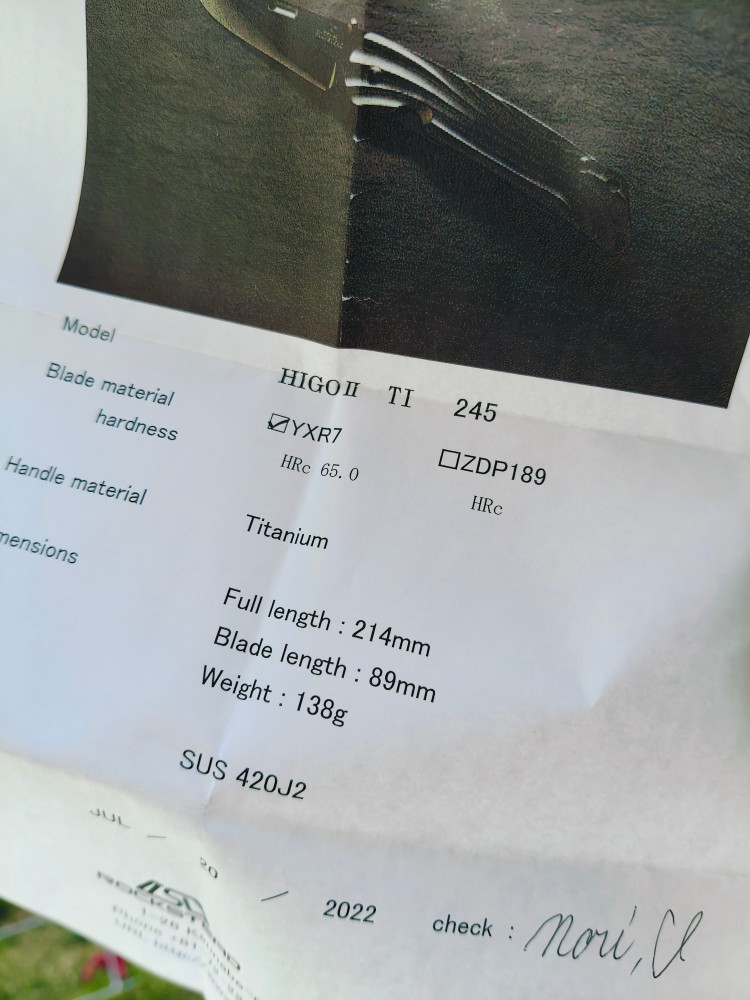 Model
HIGOⅡ TI 245
Blade material
☑YXR7 ☐ZDP189
hardness
HRc 65.0 HRc
Handle material
Titanium
mensions
Full length : 214mm
Blade length : 89mm
Weight : 138g
SUS 420J2
JUL / 20 / 2022 check :